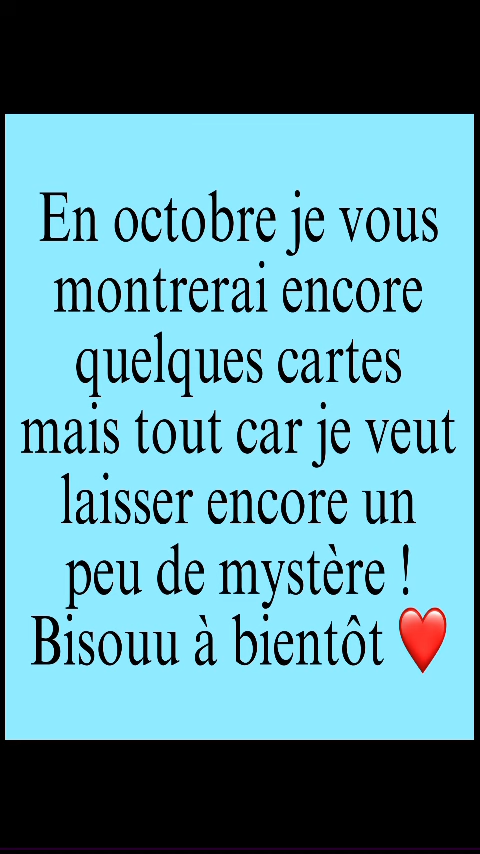 En octobre je vous
montrerai encore
quelques cartes
mais tout car je veut
laisser encore un
peu de mystère !
Bisouu à bientôt ❤️